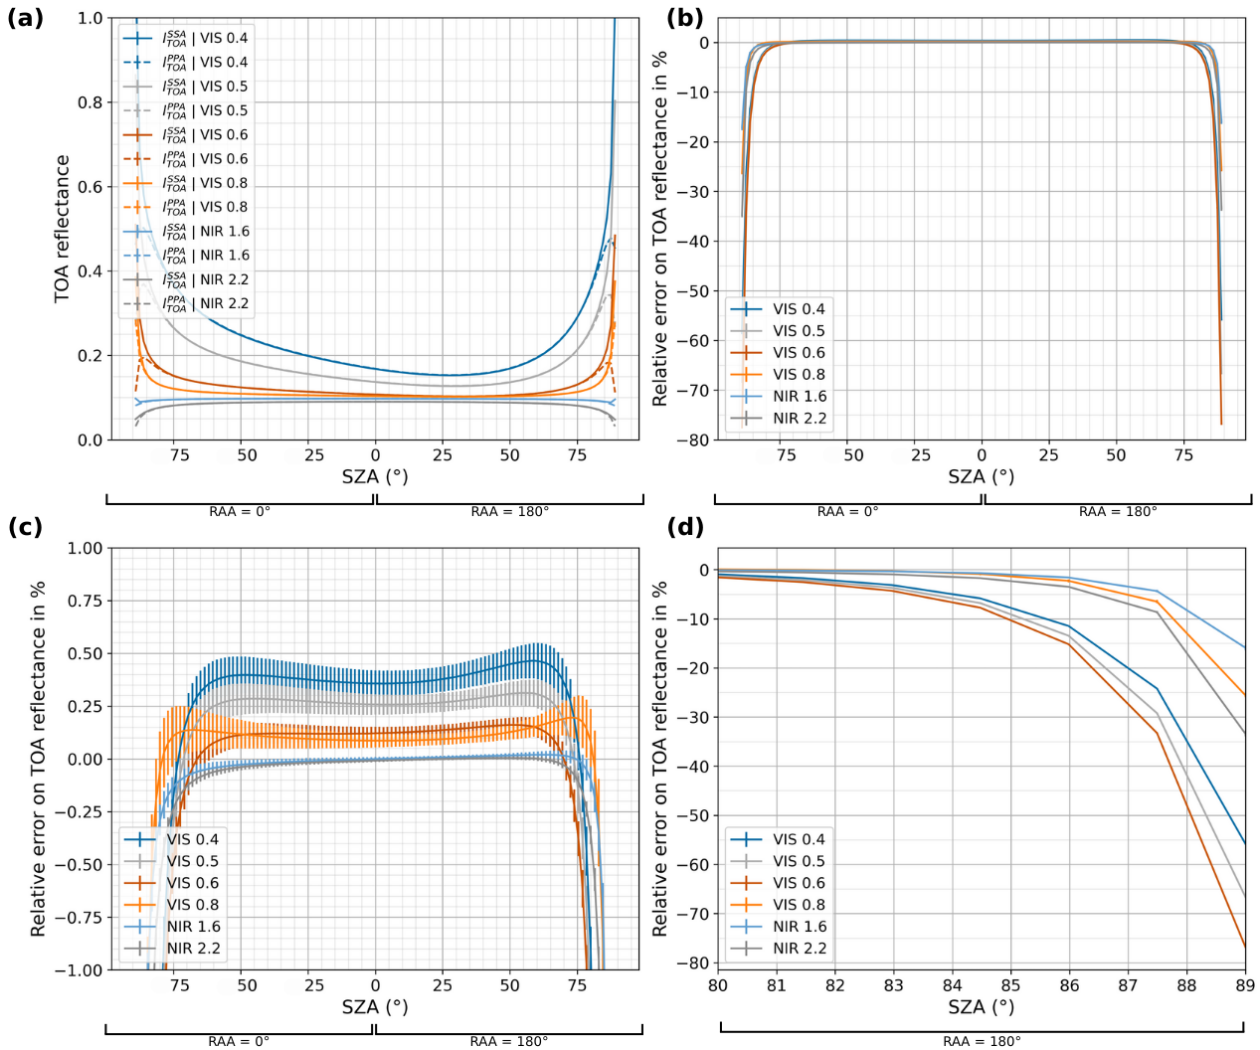 (a)
TOA reflectance
1.0
0.8
0.6
0.4
0.2
0.0
I^SSA_TOA | VIS 0.4
I^PPA_TOA | VIS 0.4
I^SSA_TOA | VIS 0.5
I^PPA_TOA | VIS 0.5
I^SSA_TOA | VIS 0.6
I^PPA_TOA | VIS 0.6
I^SSA_TOA | VIS 0.8
I^PPA_TOA | VIS 0.8
I^SSA_TOA | NIR 1.6
I^PPA_TOA | NIR 1.6
I^SSA_TOA | NIR 2.2
I^PPA_TOA | NIR 2.2
75 50 25 0 25 50 75
SZA (°)
RAA = 0° RAA = 180°
(b)
Relative error on TOA reflectance in %
0
−10
−20
−30
−40
−50
−60
−70
−80
VIS 0.4
VIS 0.5
VIS 0.6
VIS 0.8
NIR 1.6
NIR 2.2
75 50 25 0 25 50 75
SZA (°)
RAA = 0° RAA = 180°
(c)
Relative error on TOA reflectance in %
1.00
0.75
0.50
0.25
0.00
−0.25
−0.50
−0.75
−1.00
VIS 0.4
VIS 0.5
VIS 0.6
VIS 0.8
NIR 1.6
NIR 2.2
75 50 25 0 25 50 75
SZA (°)
RAA = 0° RAA = 180°
(d)
Relative error on TOA reflectance in %
0
−10
−20
−30
−40
−50
−60
−70
−80
VIS 0.4
VIS 0.5
VIS 0.6
VIS 0.8
NIR 1.6
NIR 2.2
80 81 82 83 84 85 86 87 88 89
SZA (°)
RAA = 180°